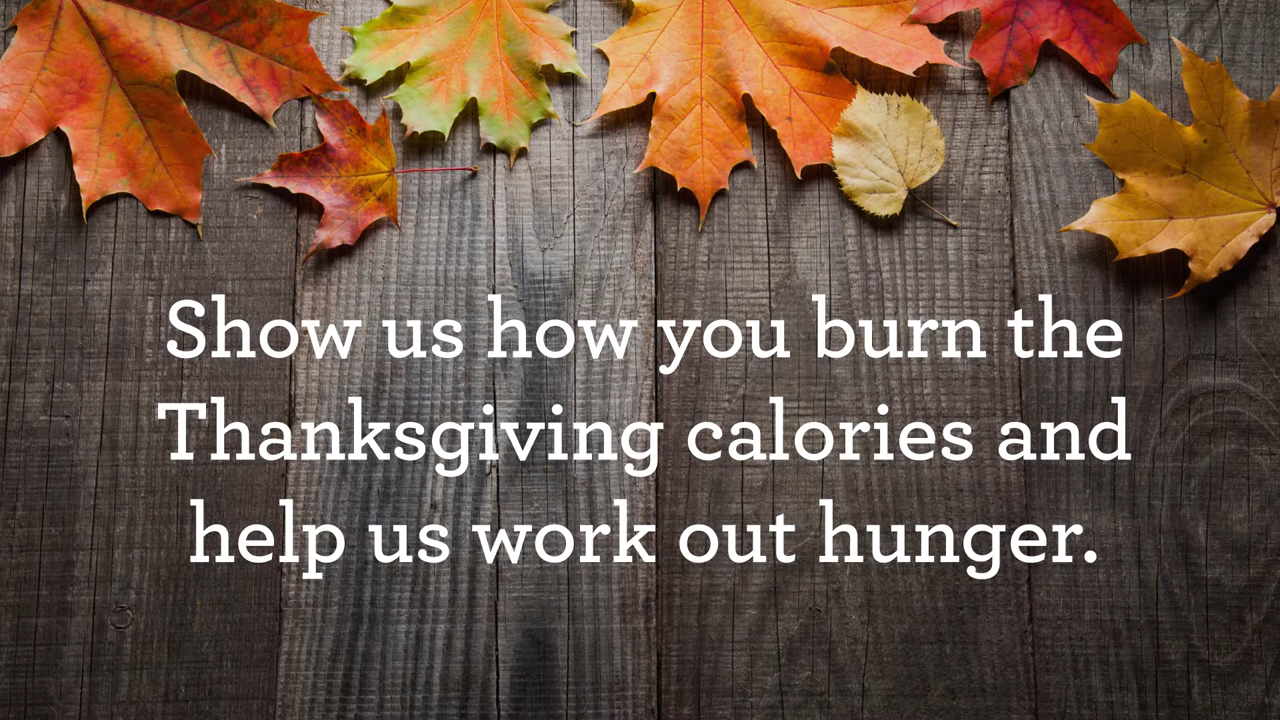 Show us how you burn the
Thanksgiving calories and
help us work out hunger.